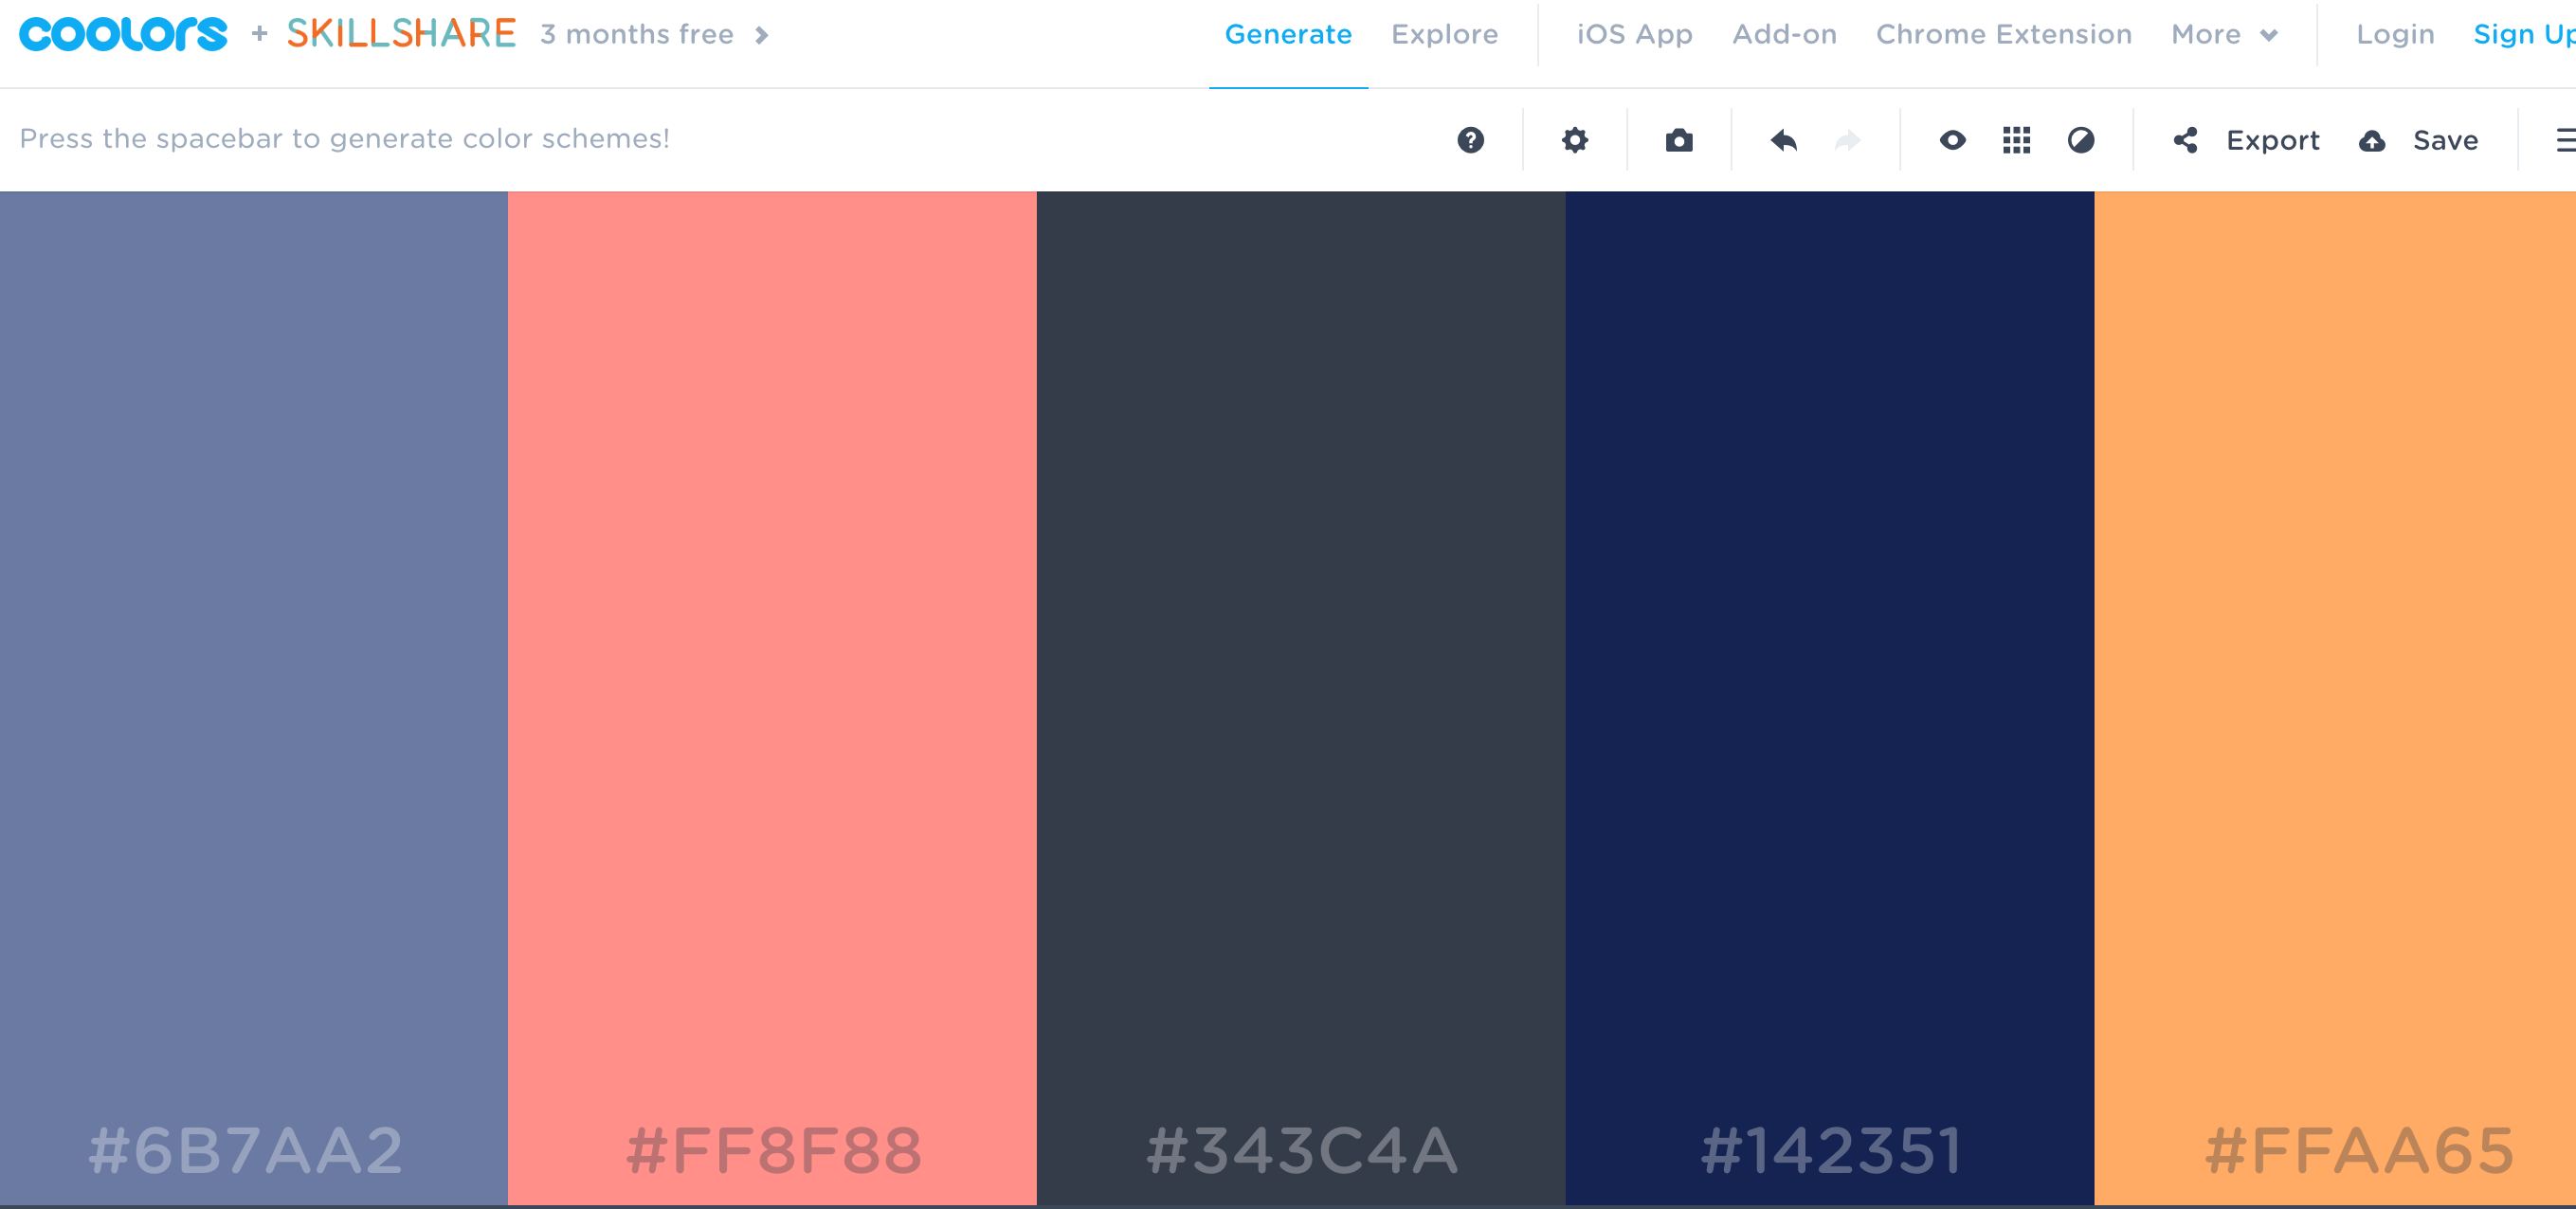 coolors + SKILLSHARE 3 months free Generate Explore iOS App Add-on Chrome Extension More Login Sign Up
Press the spacebar to generate color schemes! Export Save
#6B7AA2 #FF8F88 #343C4A #142351 #FFAA65